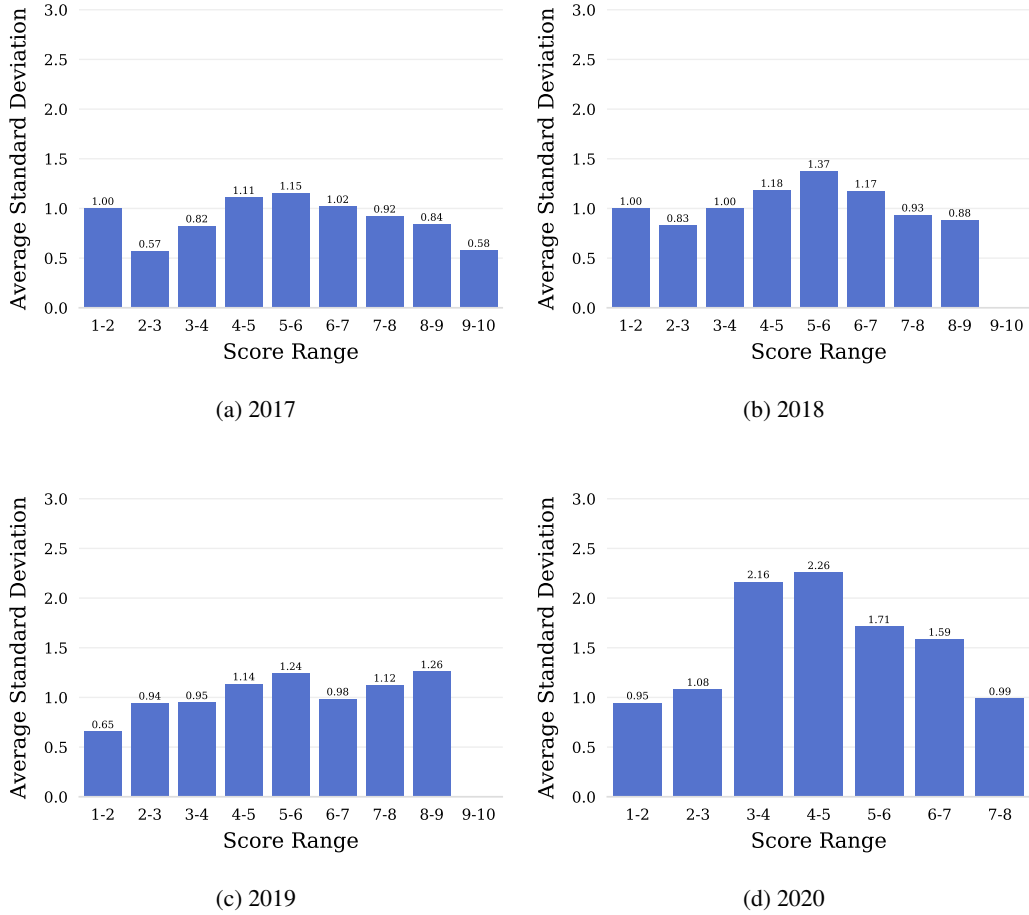 Average Standard Deviation
3.0
2.5
2.0
1.5
1.0
0.5
0.0
1.00 0.57 0.82 1.11 1.15 1.02 0.92 0.84 0.58
1-2 2-3 3-4 4-5 5-6 6-7 7-8 8-9 9-10
Score Range
(a) 2017
Average Standard Deviation
3.0
2.5
2.0
1.5
1.0
0.5
0.0
1.00 0.83 1.00 1.18 1.37 1.17 0.93 0.88
1-2 2-3 3-4 4-5 5-6 6-7 7-8 8-9 9-10
Score Range
(b) 2018
Average Standard Deviation
3.0
2.5
2.0
1.5
1.0
0.5
0.0
0.65 0.94 0.95 1.14 1.24 0.98 1.12 1.26
1-2 2-3 3-4 4-5 5-6 6-7 7-8 8-9 9-10
Score Range
(c) 2019
Average Standard Deviation
3.0
2.5
2.0
1.5
1.0
0.5
0.0
0.95 1.08 2.16 2.26 1.71 1.59 0.99
1-2 2-3 3-4 4-5 5-6 6-7 7-8
Score Range
(d) 2020